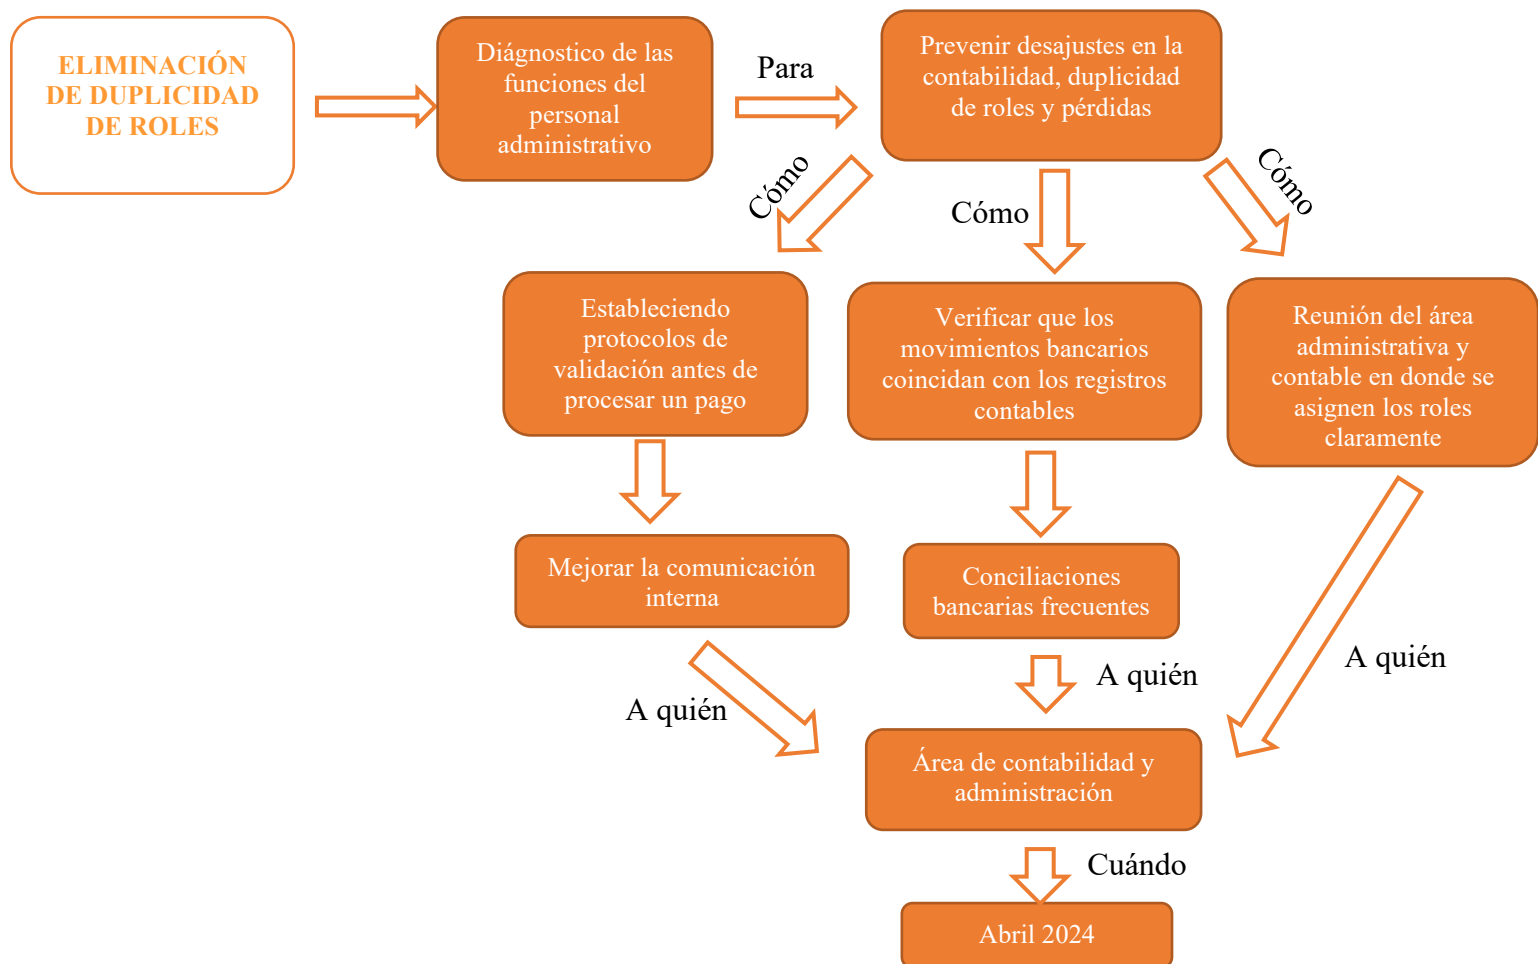 ELIMINACIÓN
DE DUPLICIDAD
DE ROLES
Diágnostico de las
funciones del
personal
administrativo
Para
Prevenir desajustes en la
contabilidad, duplicidad
de roles y pérdidas
Cómo
Cómo
Cómo
Estableciendo
protocolos de
validación antes de
procesar un pago
Verificar que los
movimientos bancarios
coincidan con los registros
contables
Reunión del área
administrativa y
contable en donde se
asignen los roles
claramente
Mejorar la comunicación
interna
Conciliaciones
bancarias frecuentes
A quién
A quién
A quién
Área de contabilidad y
administración
Cuándo
Abril 2024